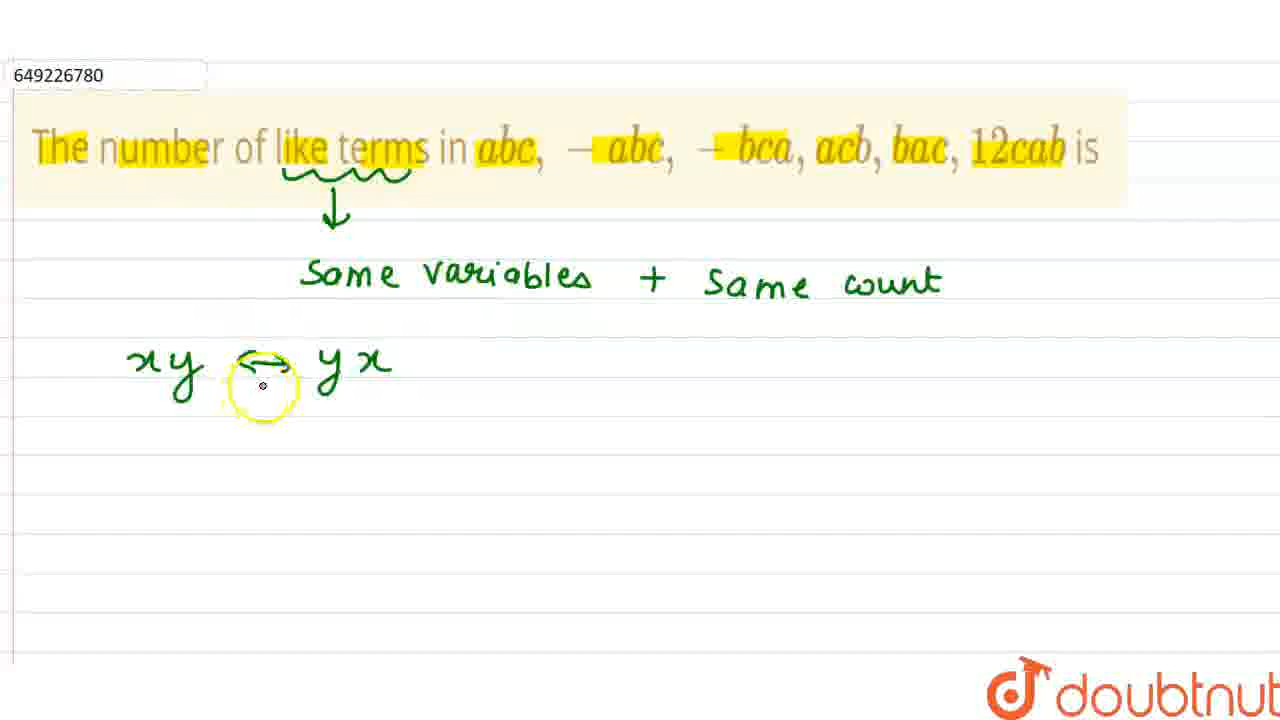 649226780
The number of like terms in abc, − abc, − bca, acb, bac, 12cab is
Same variables + Same count
xy ↔ yx
doubtnut